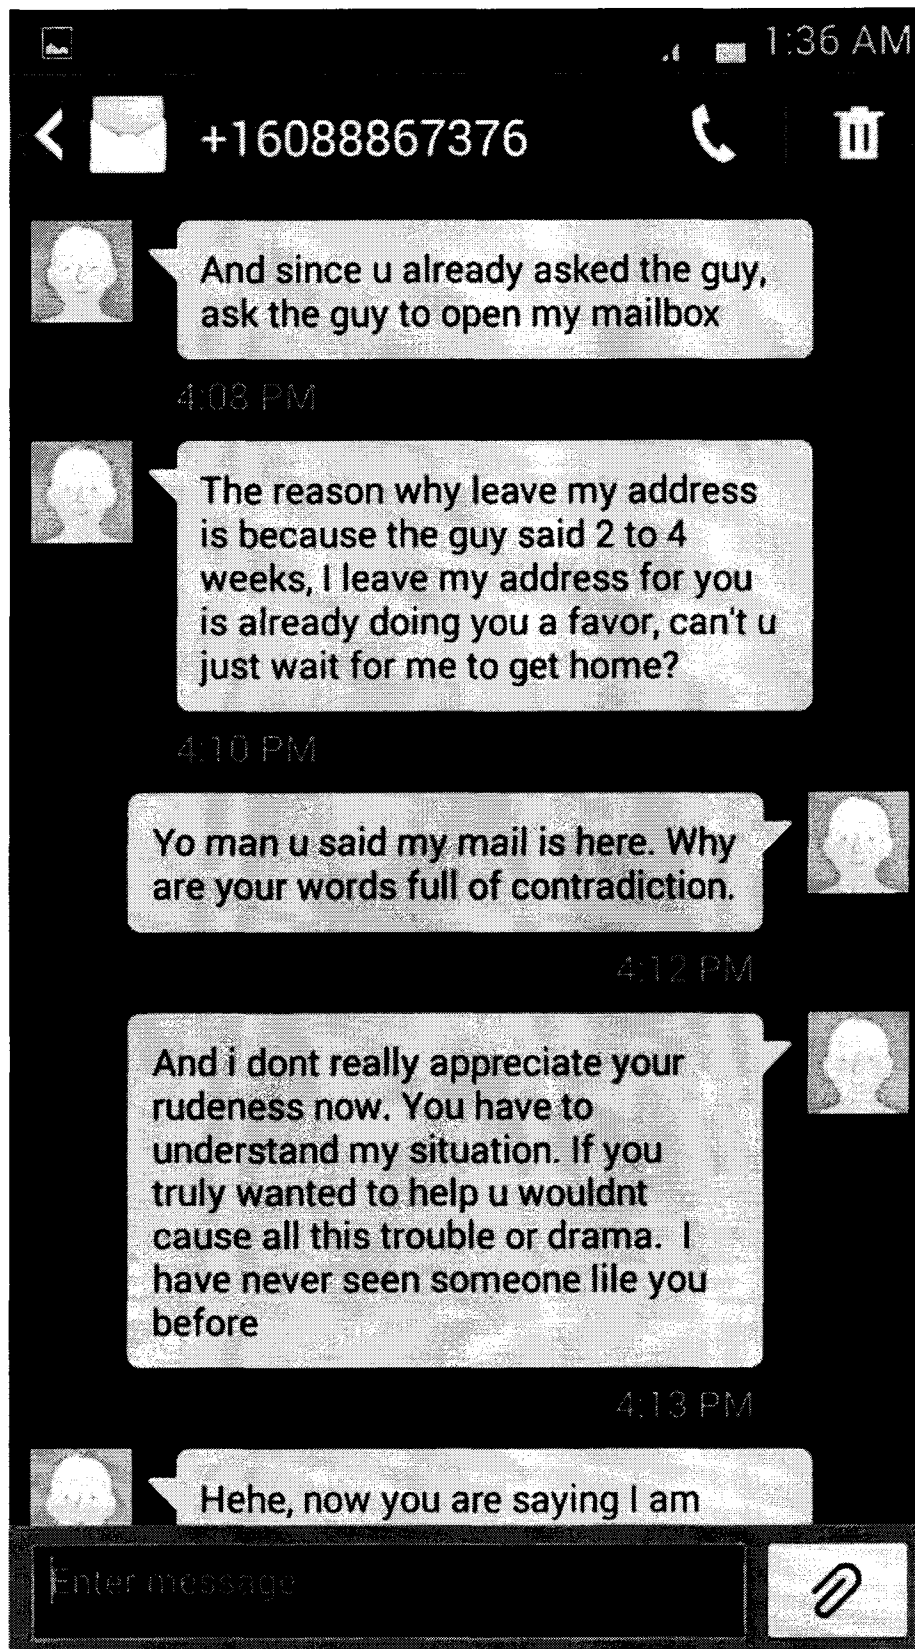 1:36 AM
+16088867376
And since u already asked the guy,
ask the guy to open my mailbox
4:08 PM
The reason why leave my address
is because the guy said 2 to 4
weeks, I leave my address for you
is already doing you a favor, can't u
just wait for me to get home?
4:10 PM
Yo man u said my mail is here. Why
are your words full of contradiction.
4:12 PM
And i dont really appreciate your
rudeness now. You have to
understand my situation. If you
truly wanted to help u wouldnt
cause all this trouble or drama.  I
have never seen someone lile you
before
4:13 PM
Hehe, now you are saying I am
Enter message